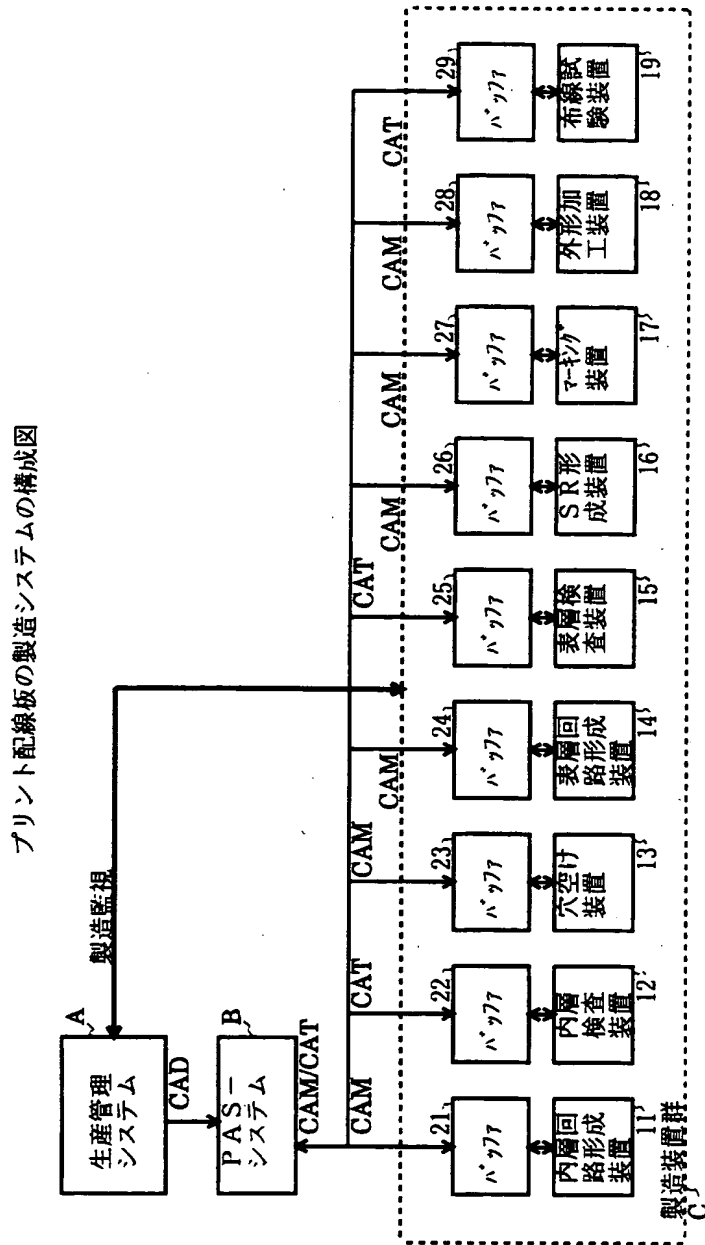 プリント配線板の製造システムの構成図
生産管理
システム
A
製造監視
CAD
PAS-
システム
B
CAM/CAT
CAM
CAT
CAM
CAM
CAT
CAM
CAM
CAM
CAT
21
バッファ
22
バッファ
23
バッファ
24
バッファ
25
バッファ
26
バッファ
27
バッファ
28
バッファ
29
バッファ
内層回
路形成
装置
11
内層
検査
装置
12
穴空け
装置
13
表層回
路形成
装置
14
表層検
査装置
15
SR形
成装置
16
マーキング
装置
17
外形加
工装置
18
布線試
験装置
19
製造装置群
C